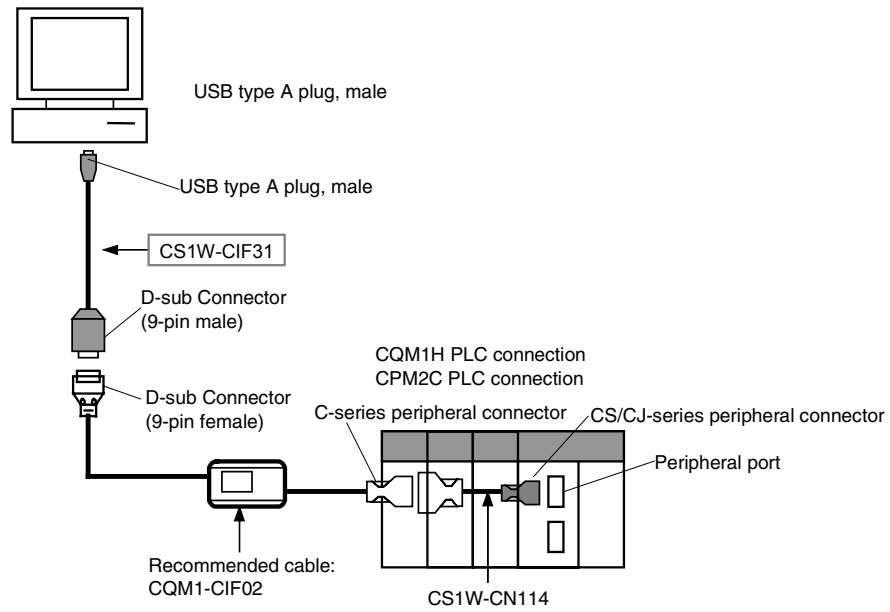 USB type A plug, male
USB type A plug, male
CS1W-CIF31
D-sub Connector
(9-pin male)
CQM1H PLC connection
CPM2C PLC connection
D-sub Connector
(9-pin female)
C-series peripheral connector
CS/CJ-series peripheral connector
Peripheral port
Recommended cable:
CQM1-CIF02
CS1W-CN114